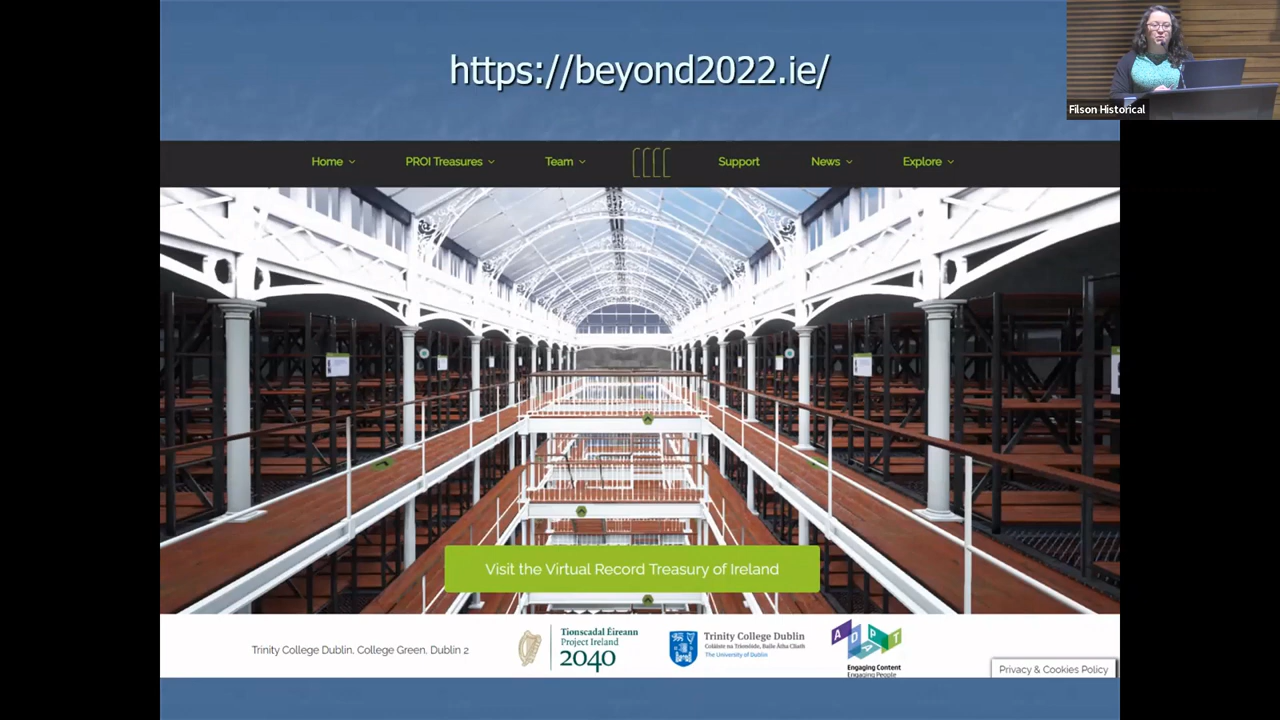 https://beyond2022.ie/
Filson Historical
Home
PROI Treasures
Team
Support
News
Explore
Visit the Virtual Record Treasury of Ireland
Trinity College Dublin. College Green. Dublin 2
Tionscadal Éireann
Project Ireland
2040
Trinity College Dublin
Coláiste na Tríonóide, Baile Átha Cliath
The University of Dublin
ADAPT
Engaging Content
Engaging People
Privacy & Cookies Policy